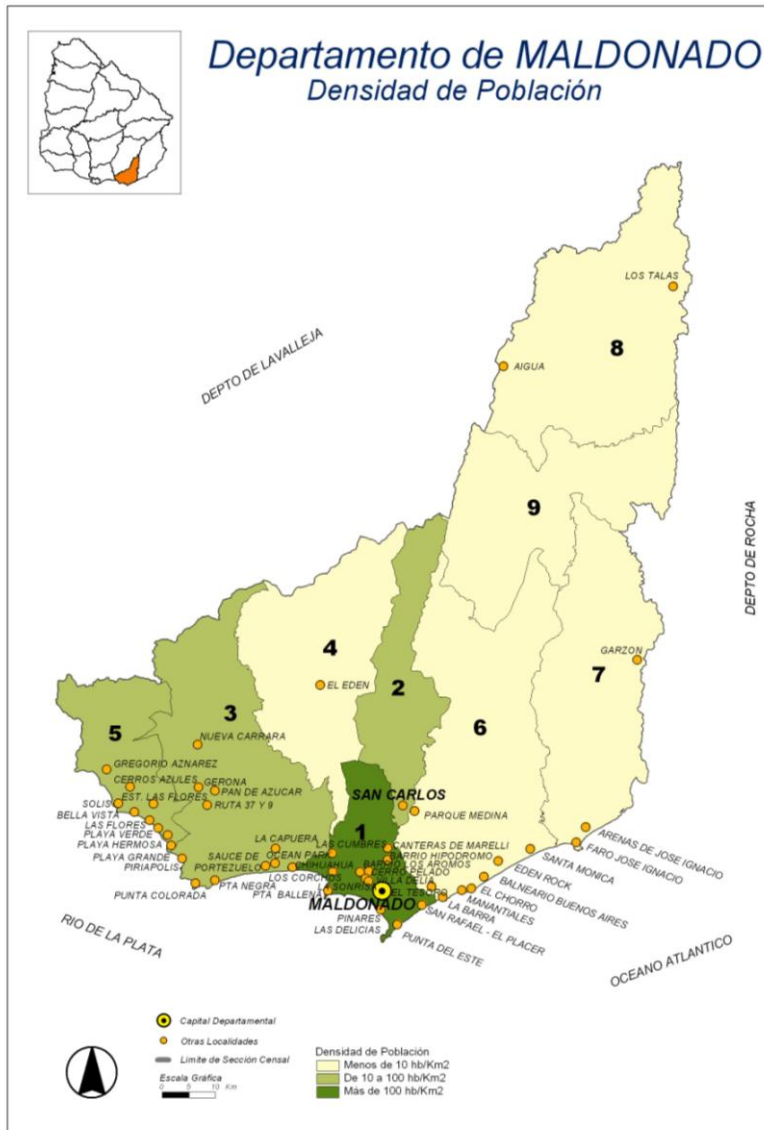 Departamento de MALDONADO
Densidad de Población
LOS TALAS
8
DEPTO DE LAVALLEJA
AIGUA
9
DEPTO DE ROCHA
4
GARZON
EL EDEN
2
7
3
5
6
NUEVA CARRARA
GREGORIO AZNAREZ
CERROS AZULES
GERONA
PAN DE AZUCAR
EST. LAS FLORES
SOLIS
RUTA 37 Y 9
SAN CARLOS
BELLA VISTA
PARQUE MEDINA
LAS FLORES
1
PLAYA VERDE
LA CAPUERA
LAS CUMBRES
CANTERAS DE MARELLI
ARENAS DE JOSE IGNACIO
PLAYA HERMOSA
FARO JOSE IGNACIO
SAUCE DE PORTEZUELO
OCEAN PARK
BARRIO HIPODROMO
SANTA MONICA
PLAYA GRANDE
CHIHUAHUA
BARRIO LOS AROMOS
EDEN ROCK
PIRIAPOLIS
CERRO PELADO
LOS CORCHOS
VILLA DELIA
BALNEARIO BUENOS AIRES
PUNTA COLORADA
PTA NEGRA
PTA BALLENA
LA SONRISA
EL TESORO
EL CHORRO
MALDONADO
MANANTIALES
LA BARRA
PINARES
LAS DELICIAS
SAN RAFAEL - EL PLACER
PUNTA DEL ESTE
RIO DE LA PLATA
OCEANO ATLANTICO
Capital Departamental
Otras Localidades
Limite de Sección Censal
Escala Gráfica
0 5 10 Km
Densidad de Población
Menos de 10 hb/Km2
De 10 a 100 hb/Km2
Más de 100 hb/Km2